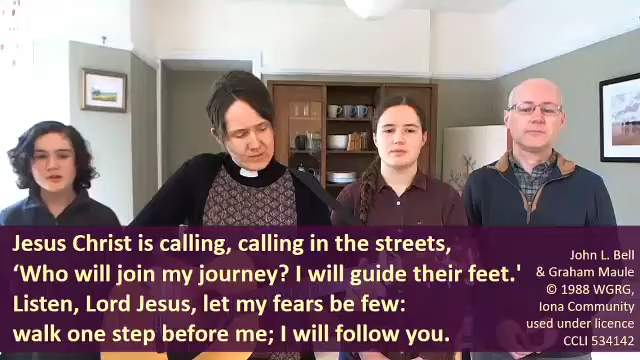 Jesus Christ is calling, calling in the streets,
‘Who will join my journey? I will guide their feet.'
Listen, Lord Jesus, let my fears be few:
walk one step before me; I will follow you.
John L. Bell
& Graham Maule
© 1988 WGRG,
Iona Community
used under licence
CCLI 534142